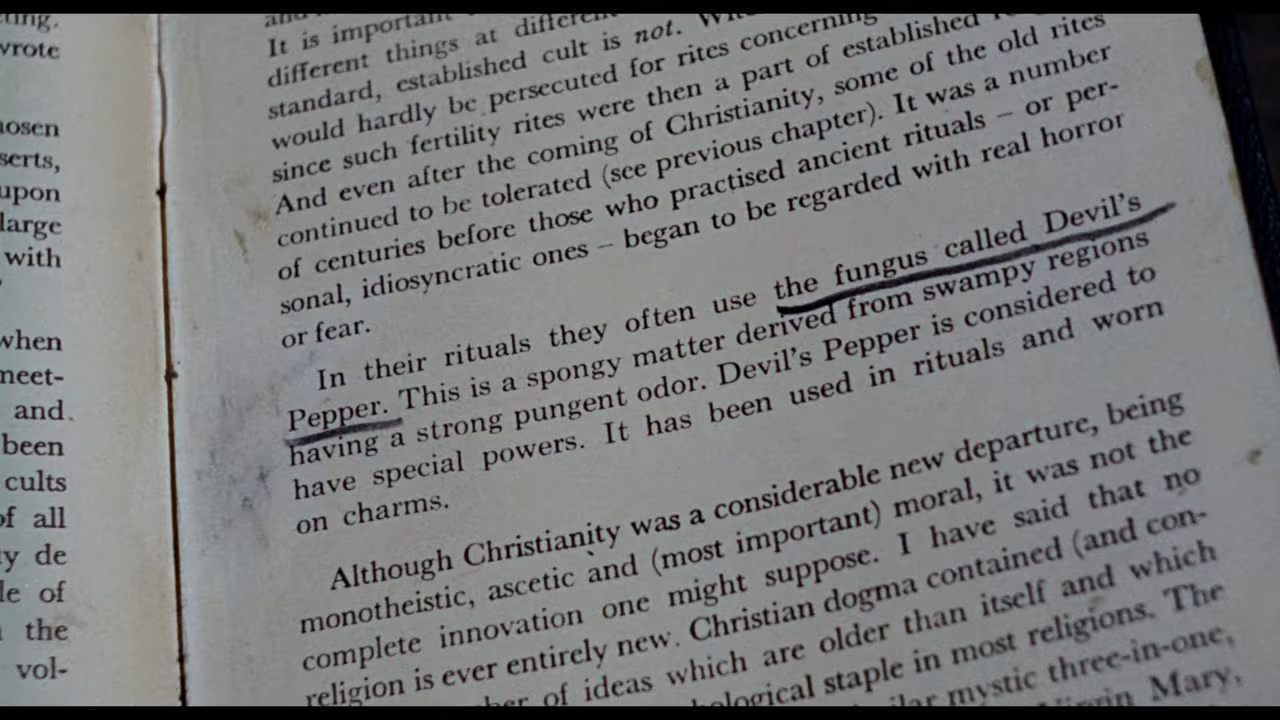 ting.
wrote
hosen
serts,
upon
large
with
when
meet-
and.
been
cults
of all
ly de
le of
the
vol-
It is important
different things at different
standard, established cult is not.
would hardly be persecuted for rites concerning
since such fertility rites were then a part of established
And even after the coming of Christianity, some of the old rites
continued to be tolerated (see previous chapter). It was a number
of centuries before those who practised ancient rituals – or per-
sonal, idiosyncratic ones – began to be regarded with real horror
or fear.
In their rituals they often use the fungus called Devil's
Pepper. This is a spongy matter derived from swampy regions
having a strong pungent odor. Devil's Pepper is considered to
have special powers. It has been used in rituals and worn
on charms.
Although Christianity was a considerable new departure, being
monotheistic, ascetic and (most important) moral, it was not the
complete innovation one might suppose. I have said that no
religion is ever entirely new. Christian dogma contained (and con-
ber of ideas which are older than itself and which
ological staple in most religions. The
lar mystic three-in-one,
Virgin Mary,